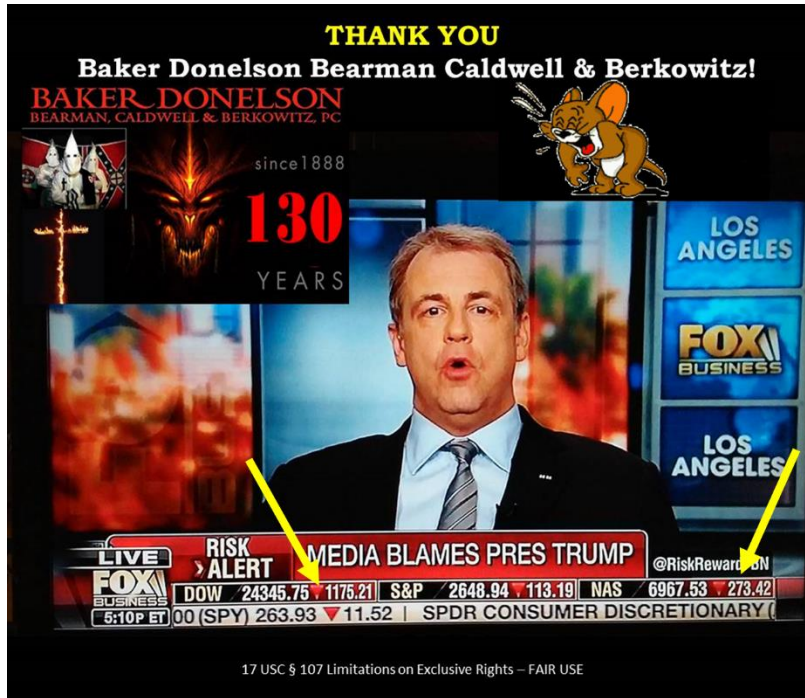 THANK YOU
Baker Donelson Bearman Caldwell & Berkowitz!
BAKER DONELSON
BEARMAN, CALDWELL & BERKOWITZ, PC
since1888
130
YEARS
LOS
ANGELES
FOX
BUSINESS
LOS
ANGELES
LIVE
FOX
BUSINESS
5:10P ET
RISK
ALERT
MEDIA BLAMES PRES TRUMP
DOW 24345.75 ▼1175.21 S&P 2648.94 ▼113.19 NAS 6967.53 ▼273.42
00 (SPY) 263.93 ▼11.52 | SPDR CONSUMER DISCRETIONARY (
17 USC § 107 Limitations on Exclusive Rights – FAIR USE